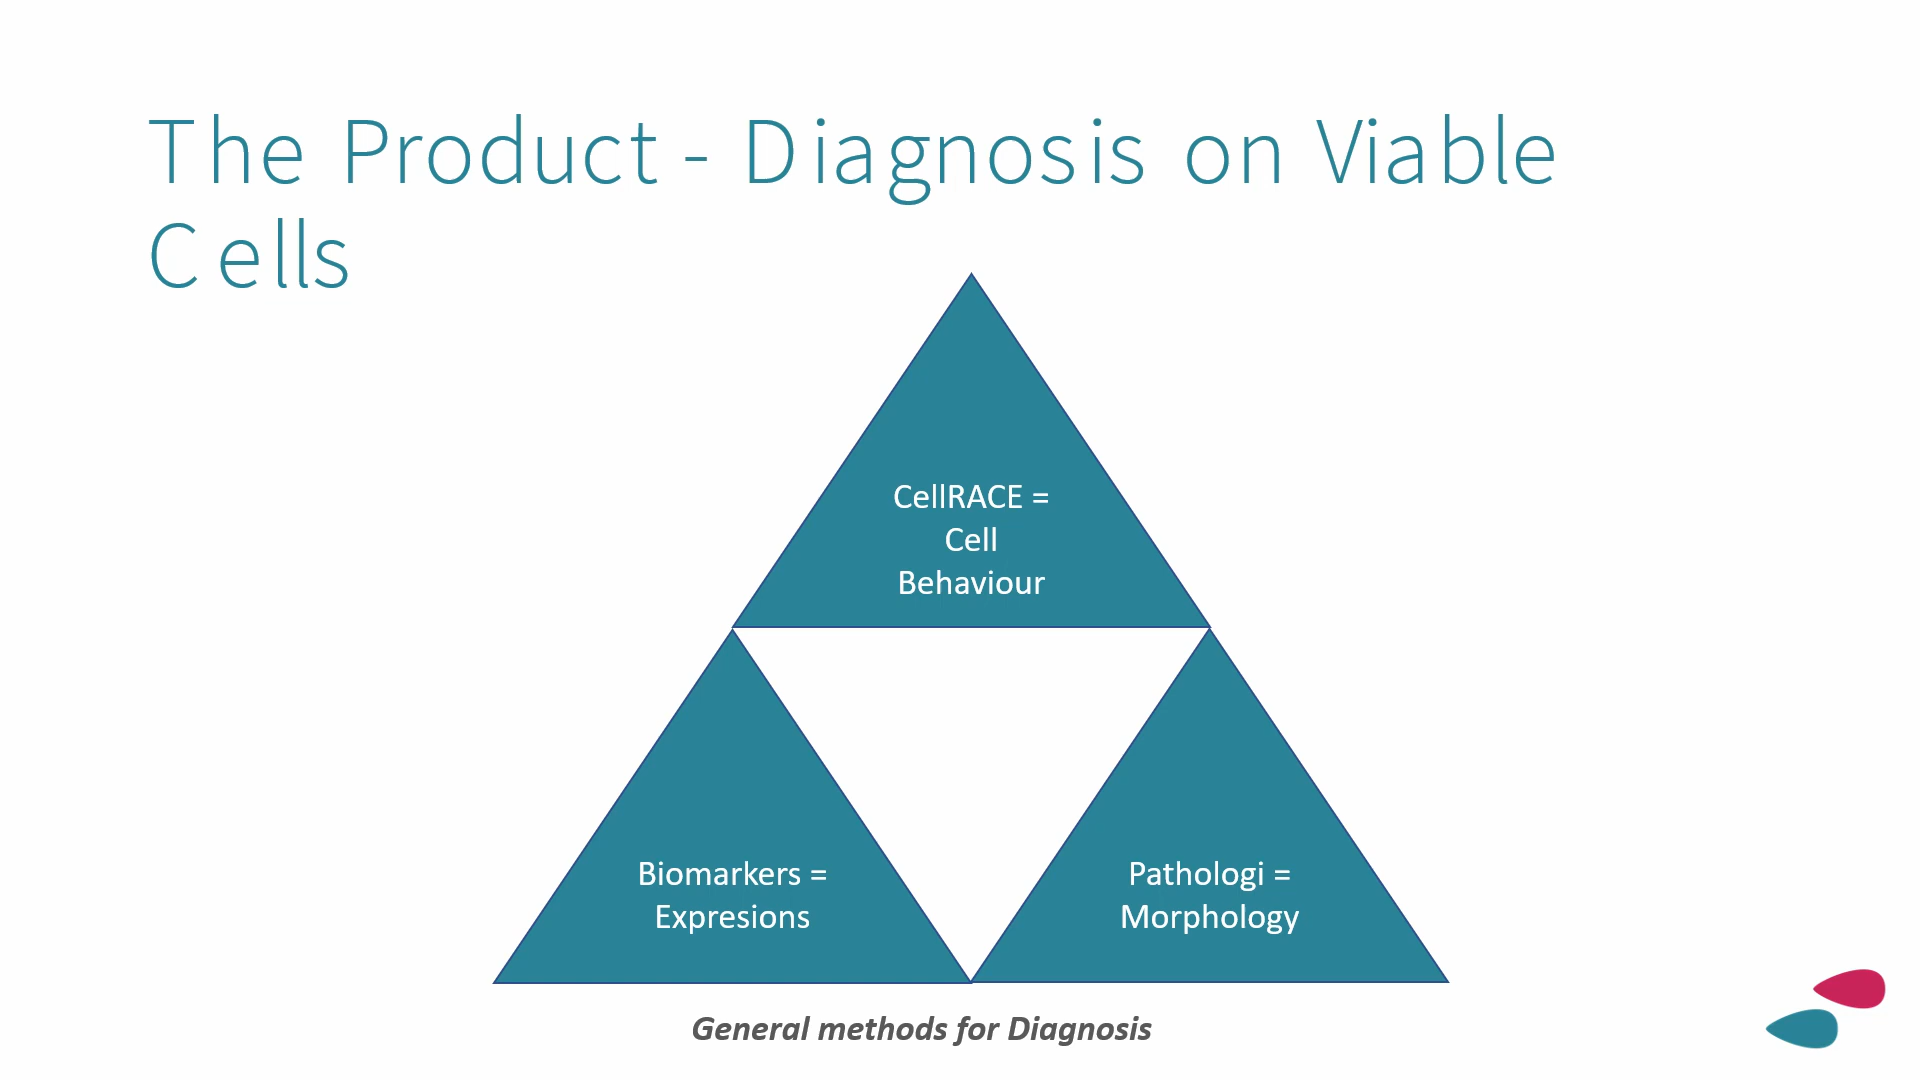 The Product - Diagnosis on Viable
Cells
CellRACE =
Cell
Behaviour
Biomarkers =
Expresions
Pathologi =
Morphology
General methods for Diagnosis